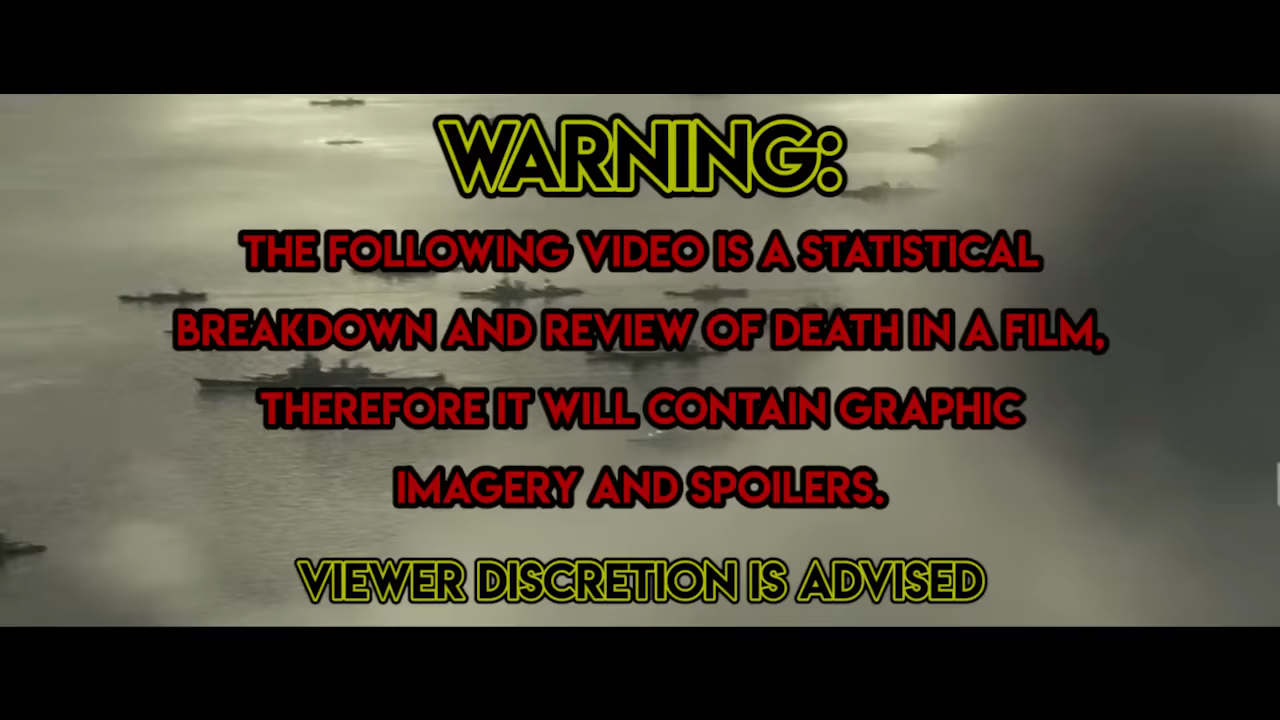 WARNING:
THE FOLLOWING VIDEO IS A STATISTICAL
BREAKDOWN AND REVIEW OF DEATH IN A FILM,
THEREFORE IT WILL CONTAIN GRAPHIC
IMAGERY AND SPOILERS.
VIEWER DISCRETION IS ADVISED